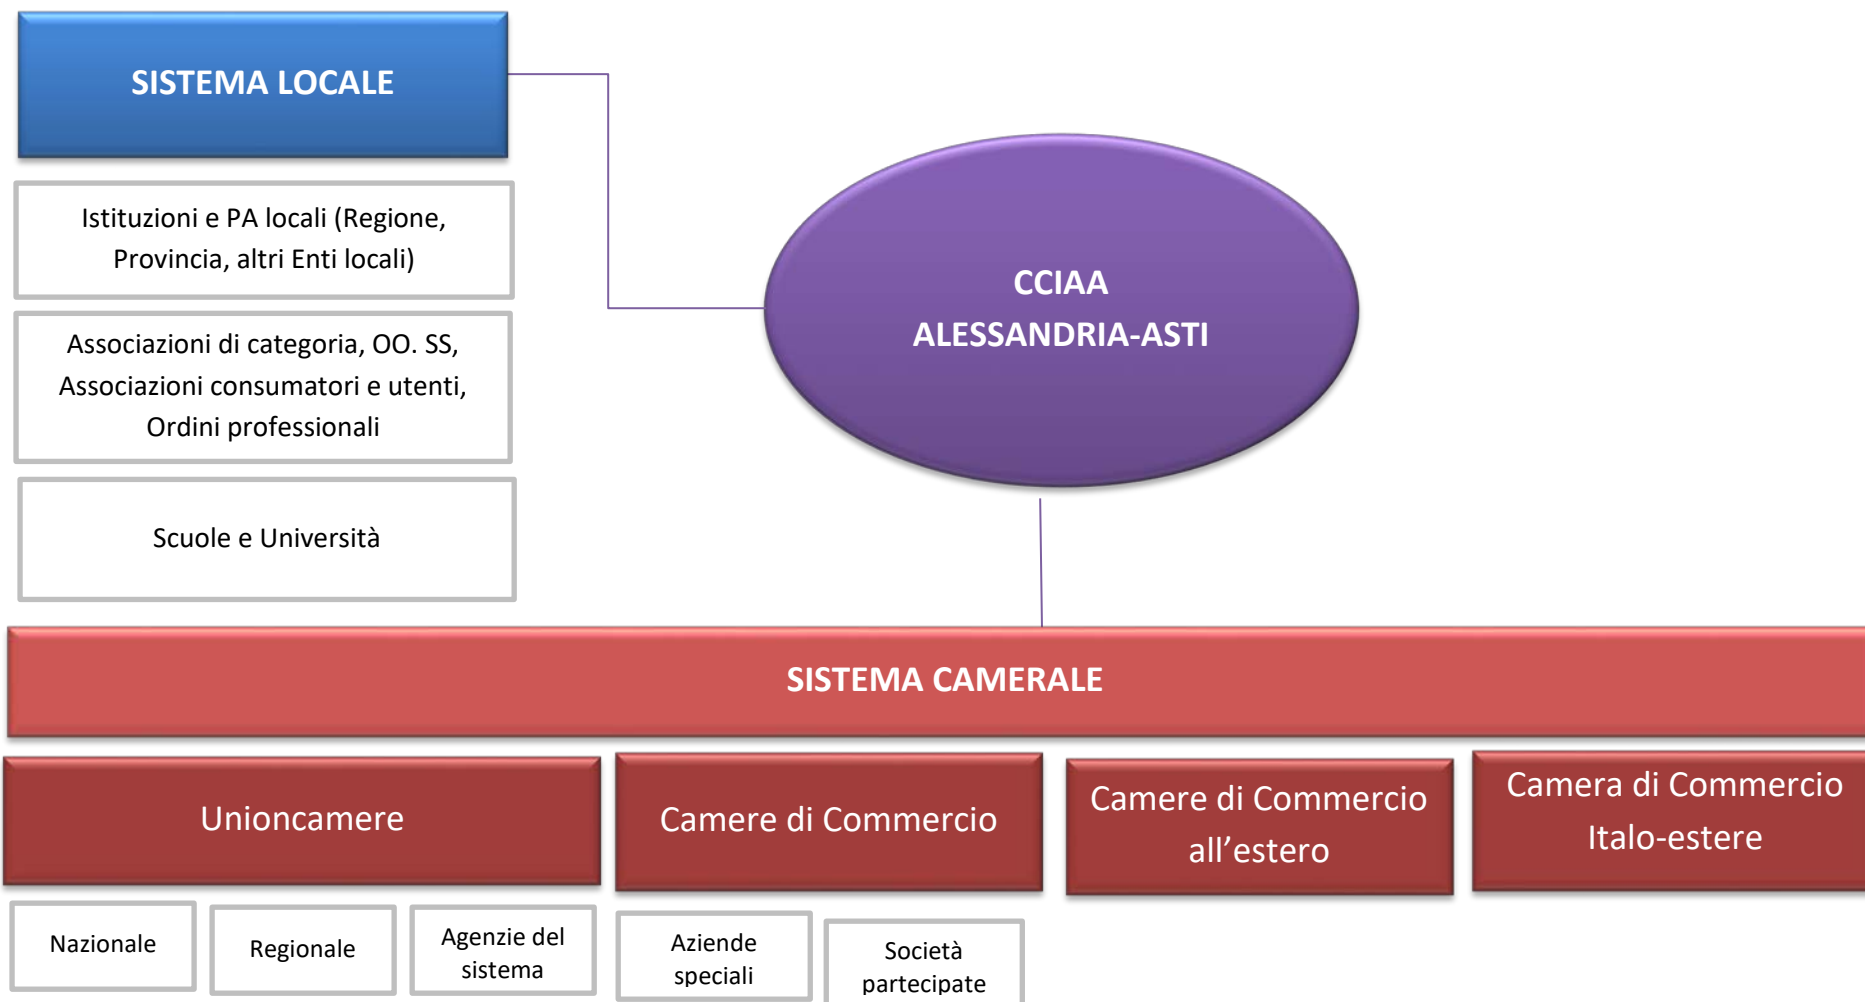 SISTEMA LOCALE
Istituzioni e PA locali (Regione,
Provincia, altri Enti locali)
Associazioni di categoria, OO. SS,
Associazioni consumatori e utenti,
Ordini professionali
Scuole e Università
CCIAA
ALESSANDRIA-ASTI
SISTEMA CAMERALE
Unioncamere
Camere di Commercio
Camere di Commercio
all’estero
Camera di Commercio
Italo-estere
Nazionale
Regionale
Agenzie del
sistema
Aziende
speciali
Società
partecipate